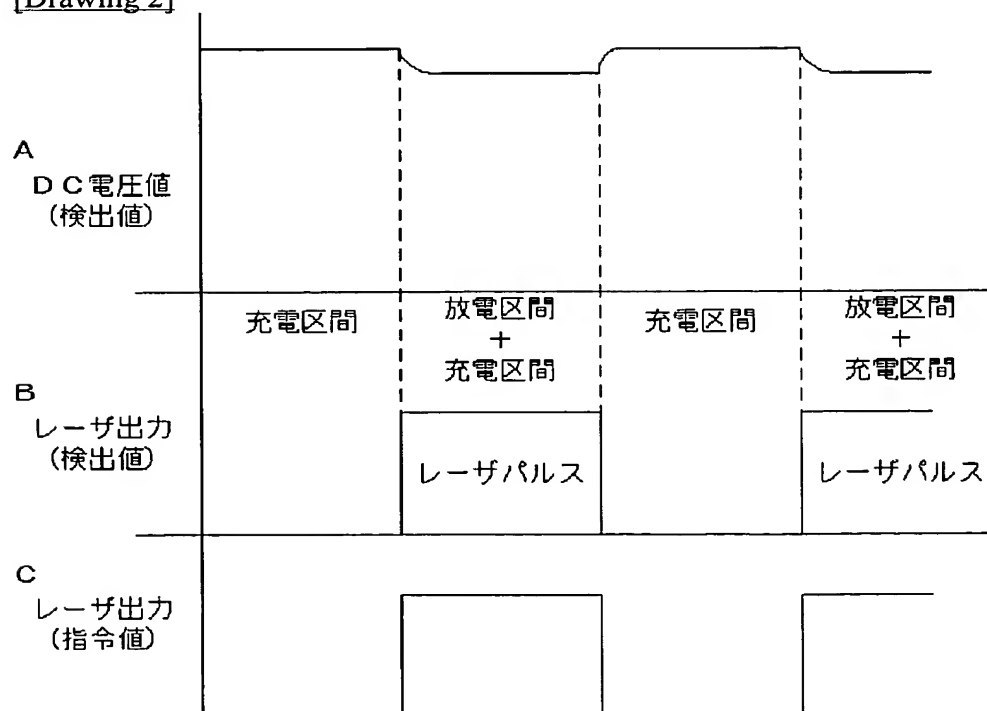 [Drawing 2]
A
DC電圧値
(検出値)
充電区間
放電区間
+
充電区間
充電区間
放電区間
+
充電区間
B
レーザ出力
(検出値)
レーザパルス
レーザパルス
C
レーザ出力
(指令値)